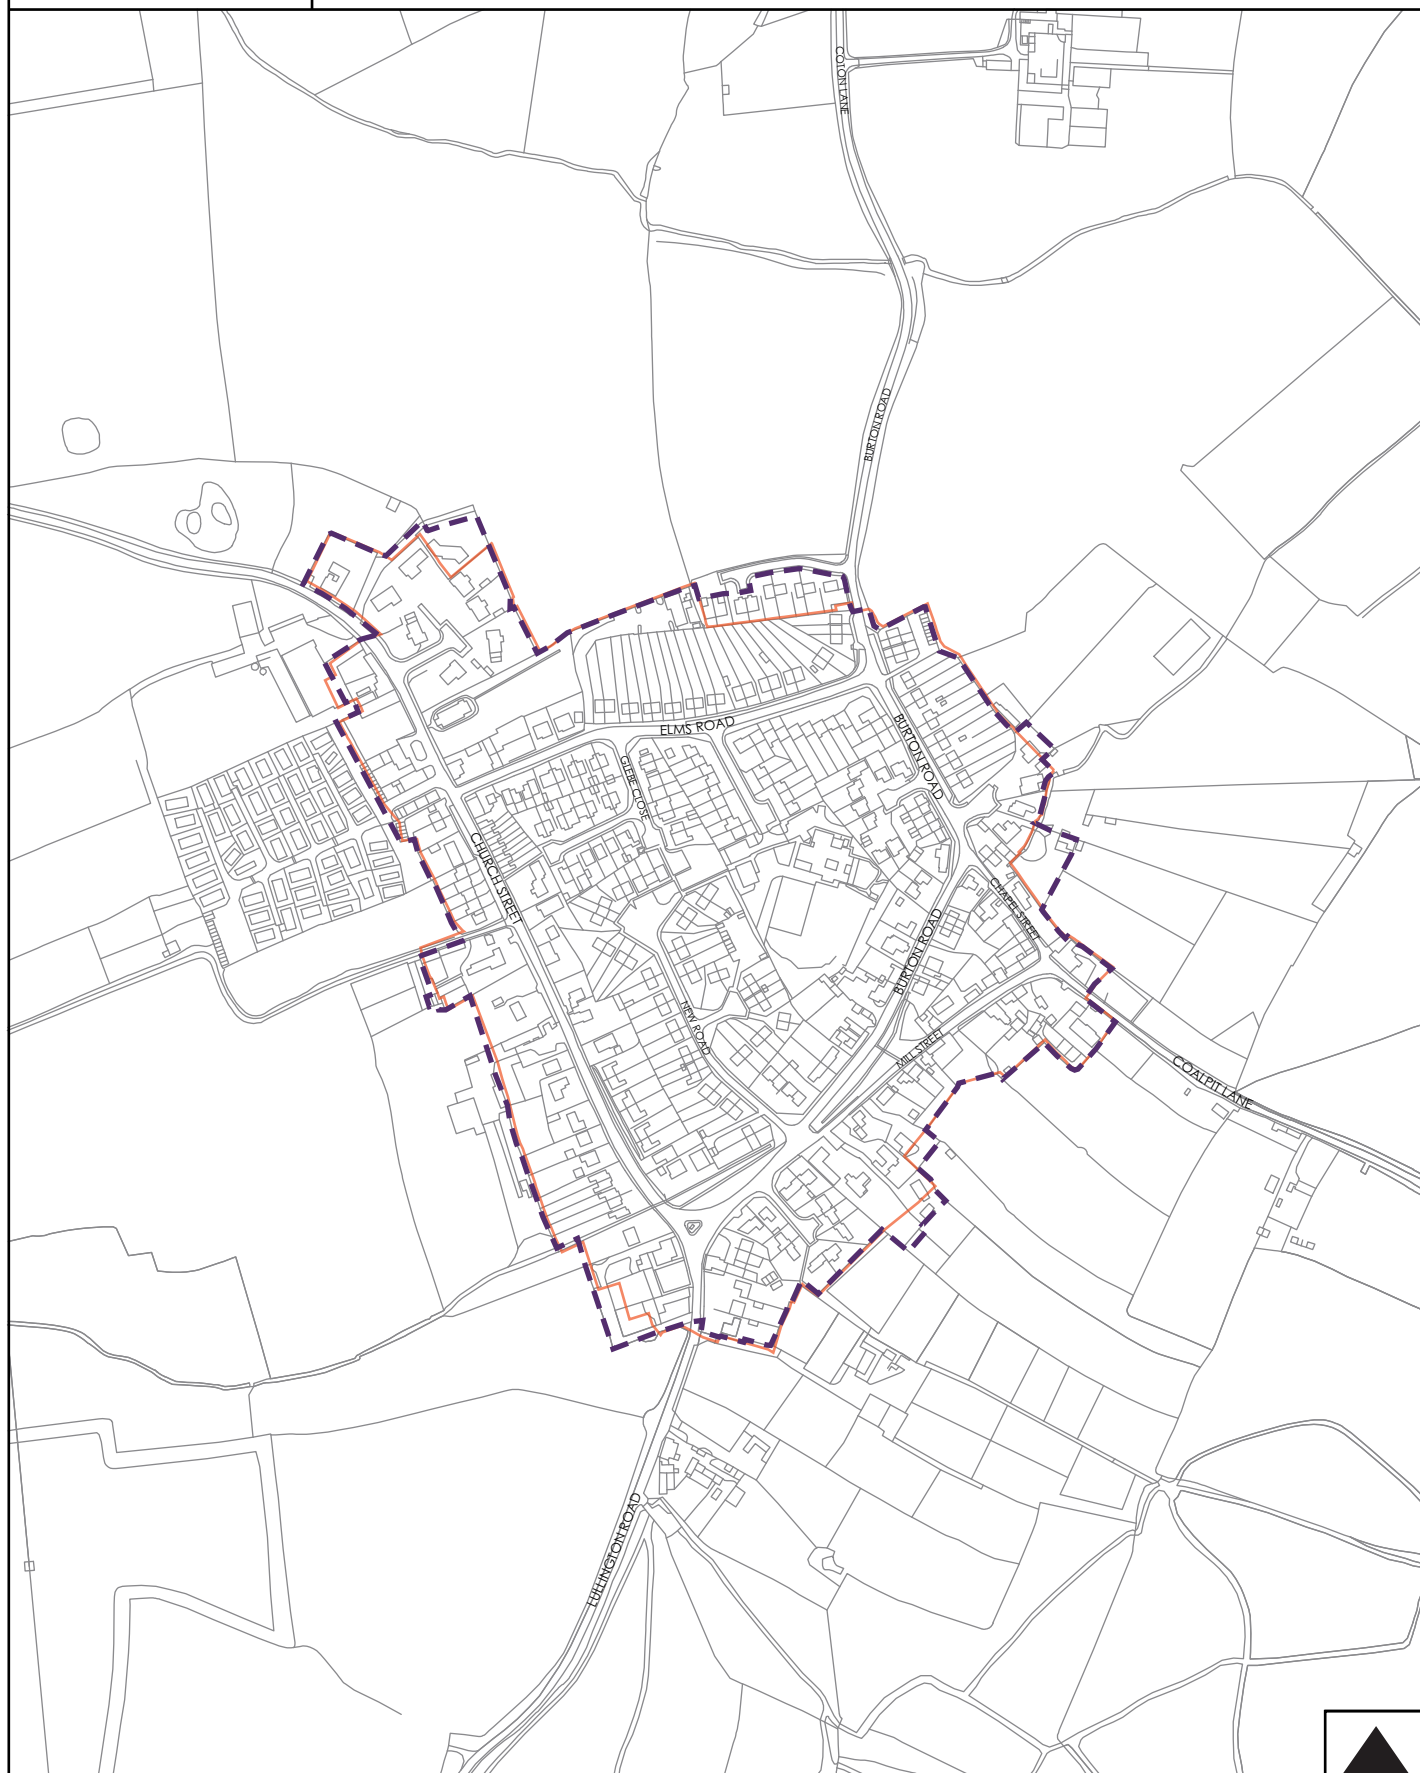 COTON LANE
BURTON ROAD
ELMS ROAD
BURTON ROAD
GLEBE CLOSE
CHURCH STREET
CHAPEL STREET
BURTON ROAD
NEW ROAD
MILL STREET
COALPIT LANE
LULLINGTON ROAD